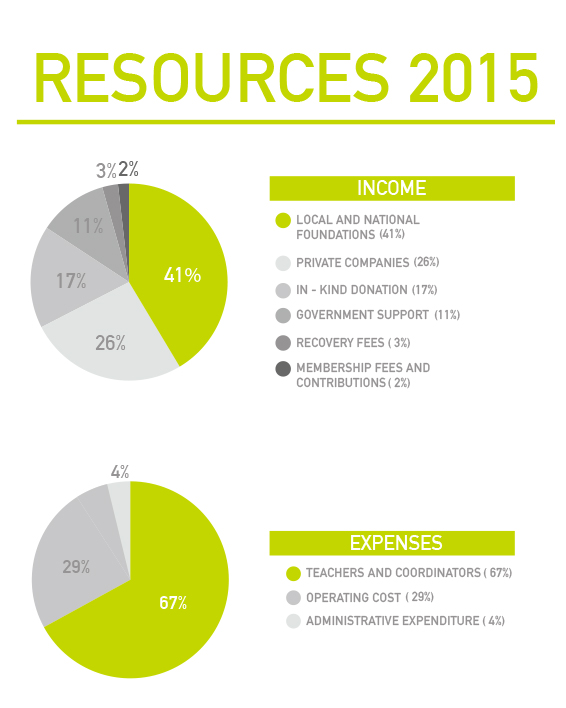 RESOURCES 2015
3% 2%
11%
17%
41%
26%
INCOME
LOCAL AND NATIONAL
FOUNDATIONS (41%)
PRIVATE COMPANIES (26%)
IN - KIND DONATION (17%)
GOVERNMENT SUPPORT (11%)
RECOVERY FEES ( 3%)
MEMBERSHIP FEES AND
CONTRIBUTIONS ( 2%)
4%
29%
67%
EXPENSES
TEACHERS AND COORDINATORS ( 67%)
OPERATING COST ( 29%)
ADMINISTRATIVE EXPENDITURE ( 4%)